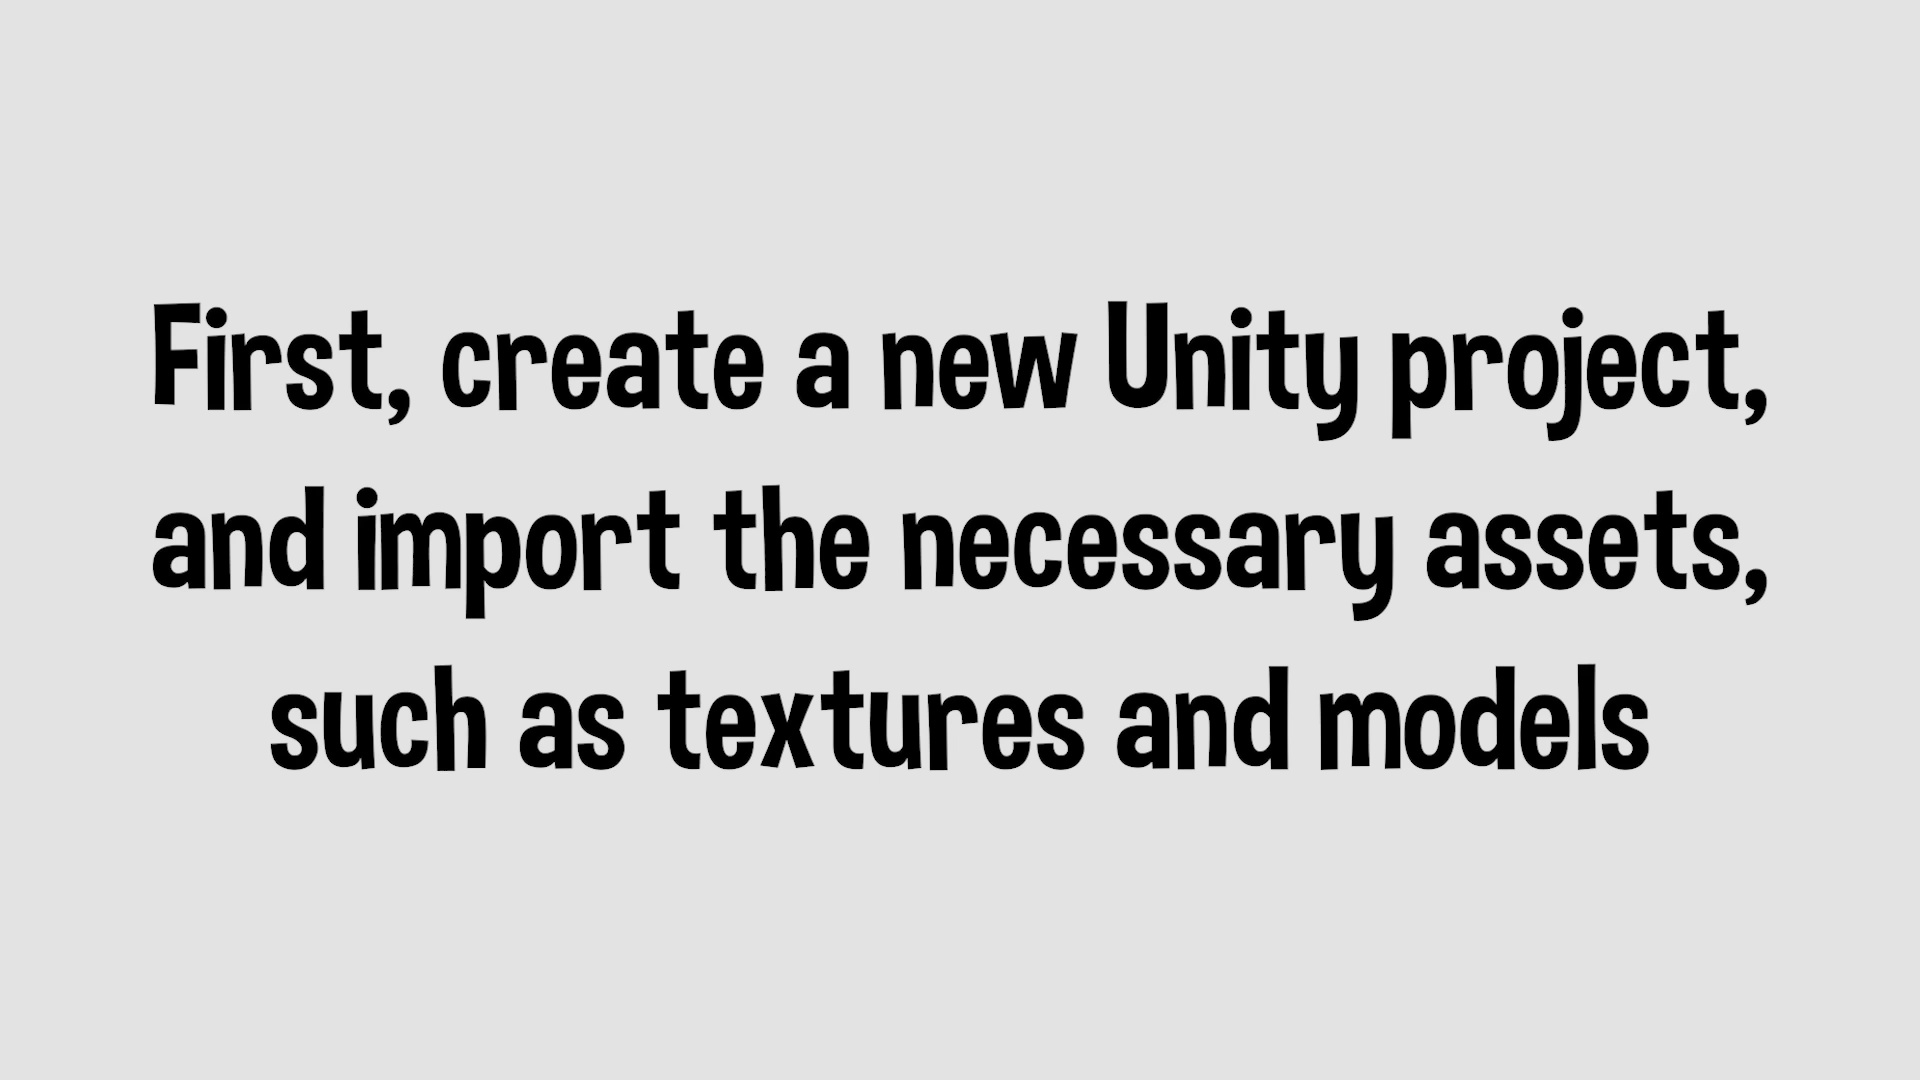 First, create a new Unity project,
and import the necessary assets,
such as textures and models